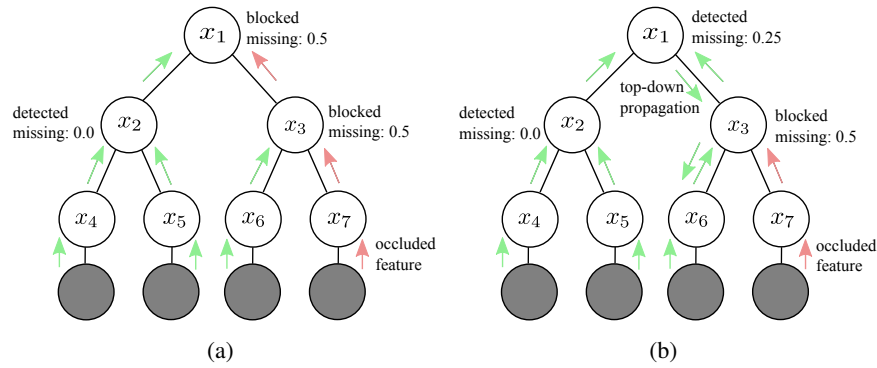 x₁
blocked
missing: 0.5
detected
missing: 0.0
x₂
x₃
blocked
missing: 0.5
x₄
x₅
x₆
x₇
occluded
feature
(a)
x₁
detected
missing: 0.25
top-down
propagation
detected
missing: 0.0
x₂
x₃
blocked
missing: 0.5
x₄
x₅
x₆
x₇
occluded
feature
(b)